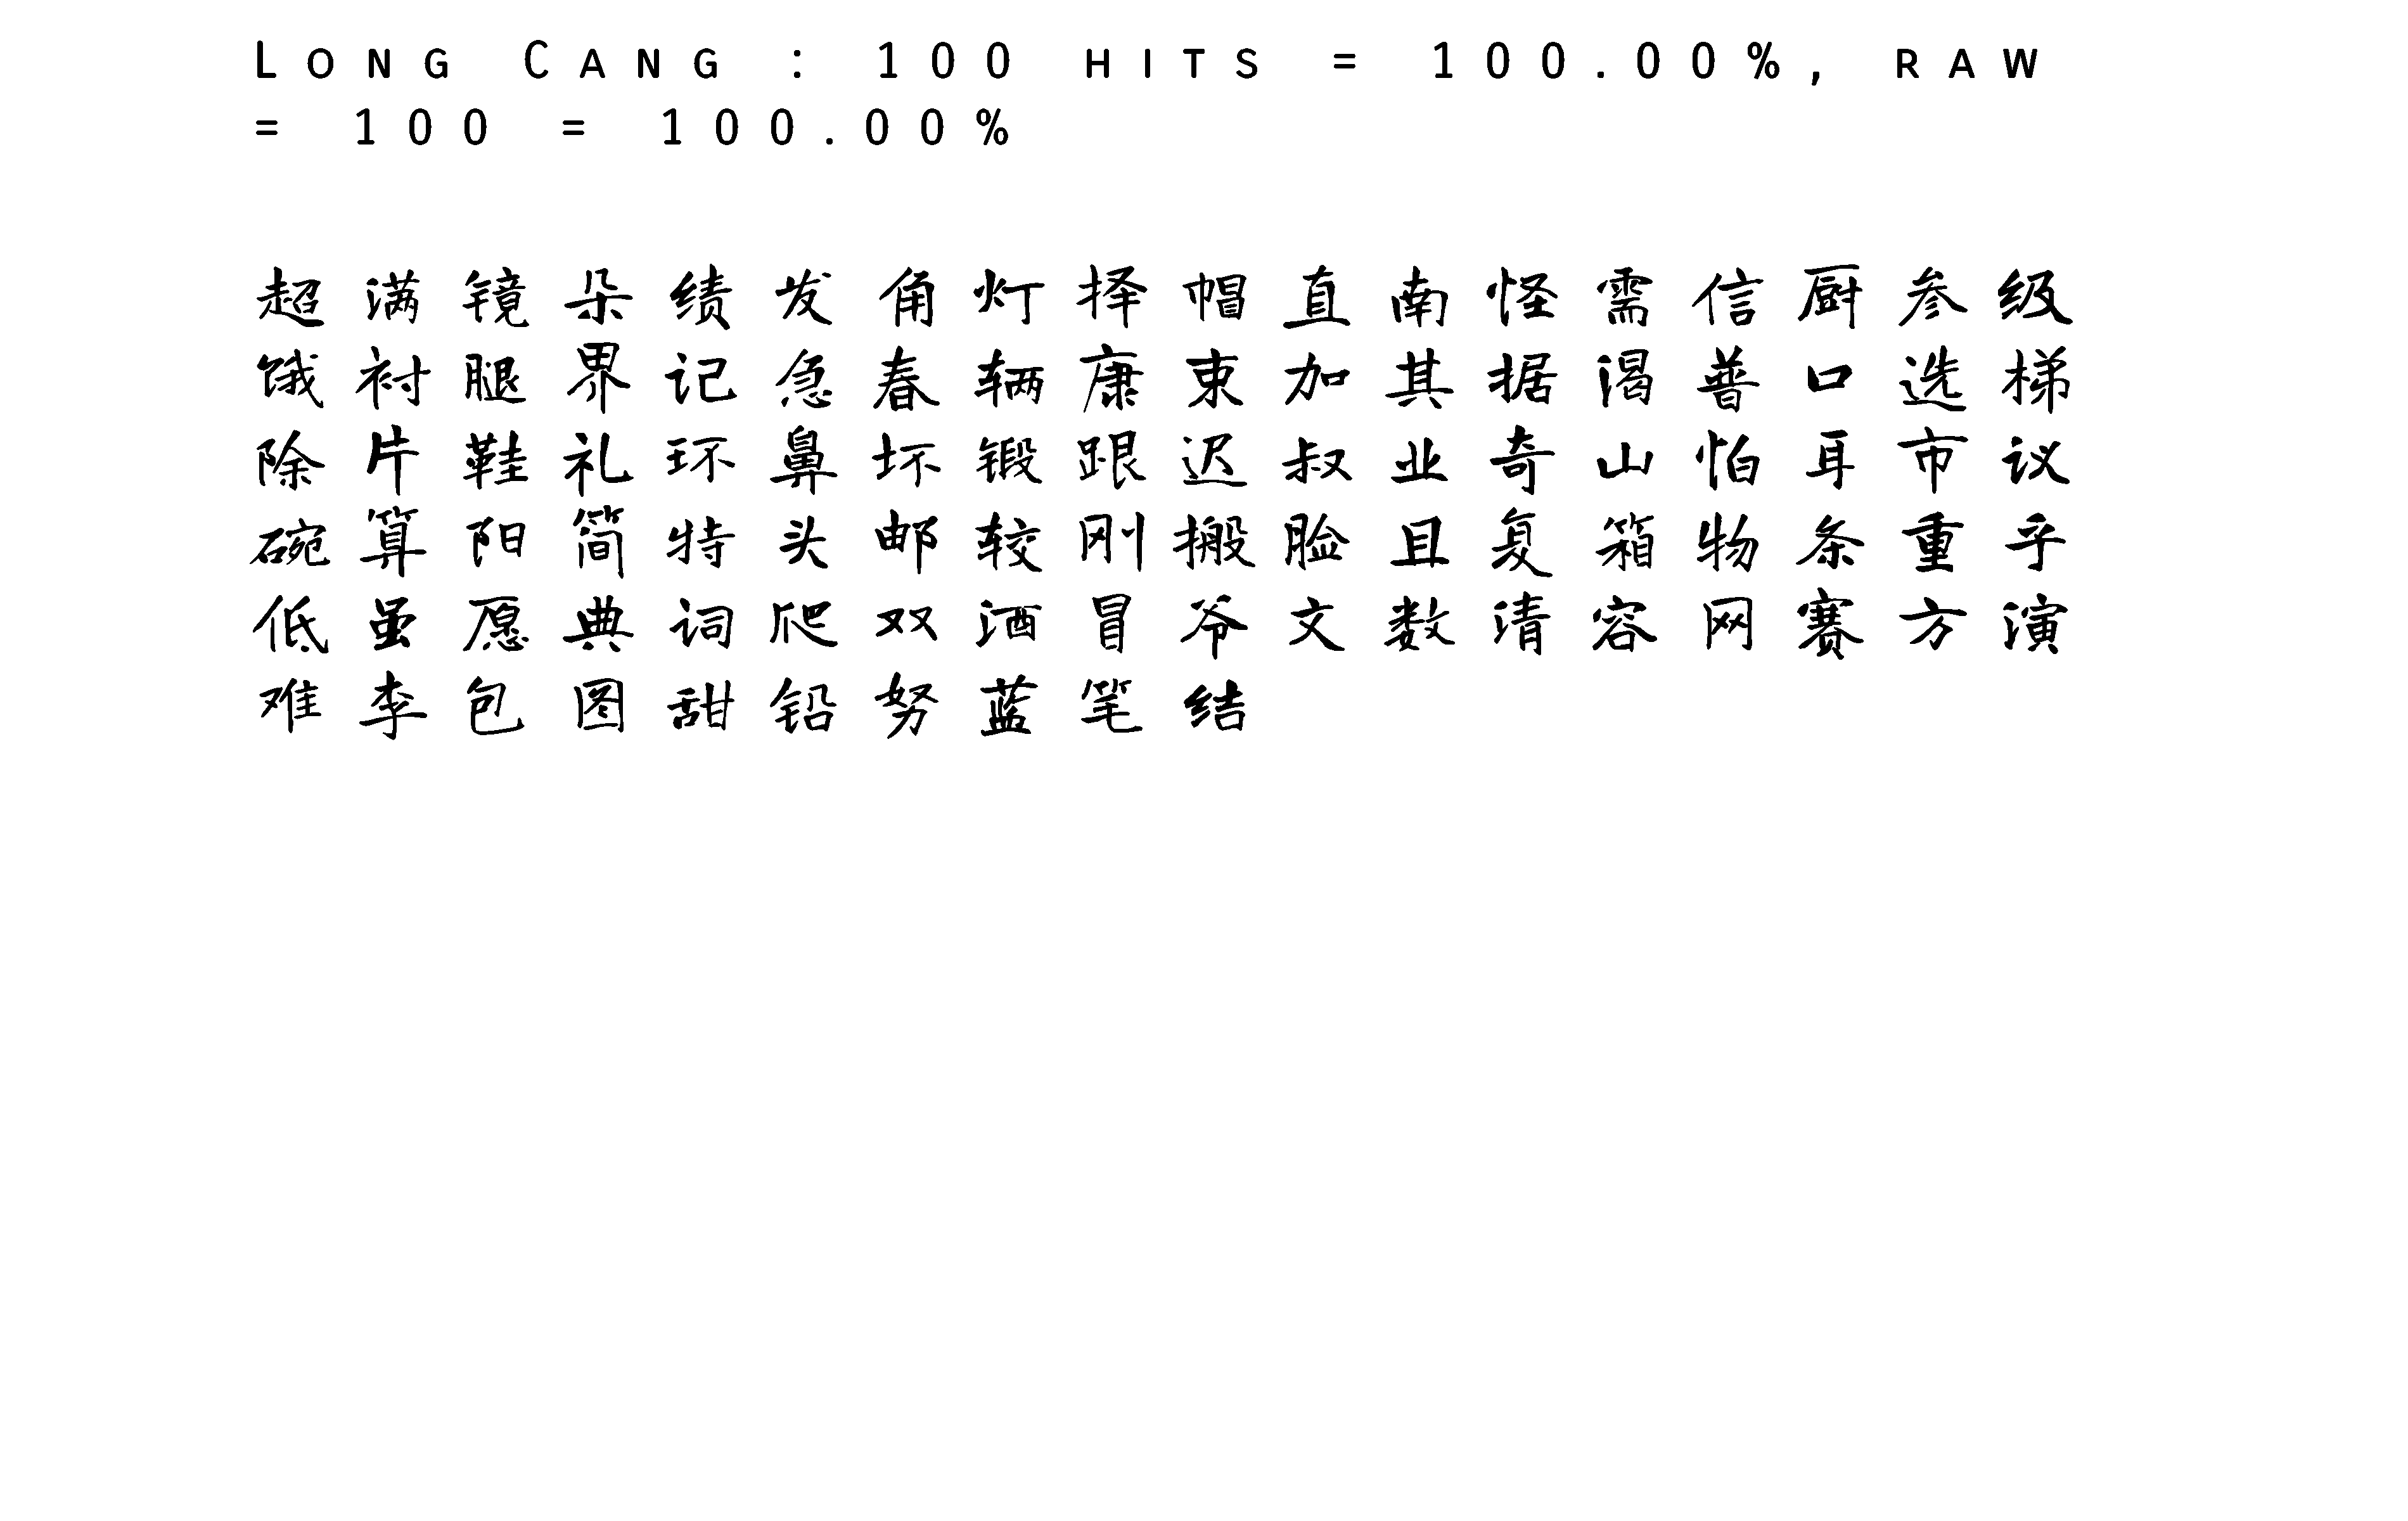 Long Cang : 100 hits = 100.00%, raw
= 100 = 100.00%
超满镜朵绩发角灯择帽直南怪需信厨参级
饿衬腿界记急春辆康束加其据渴普口选梯
除片鞋礼环鼻坏锻跟迟叔业奇山怕耳市议
碗算阳简特头邮较刚搬脸且复箱物条重乎
低虽愿典词爬双洒冒爷文数清容网赛方演
难李包图甜铅努蓝笔结